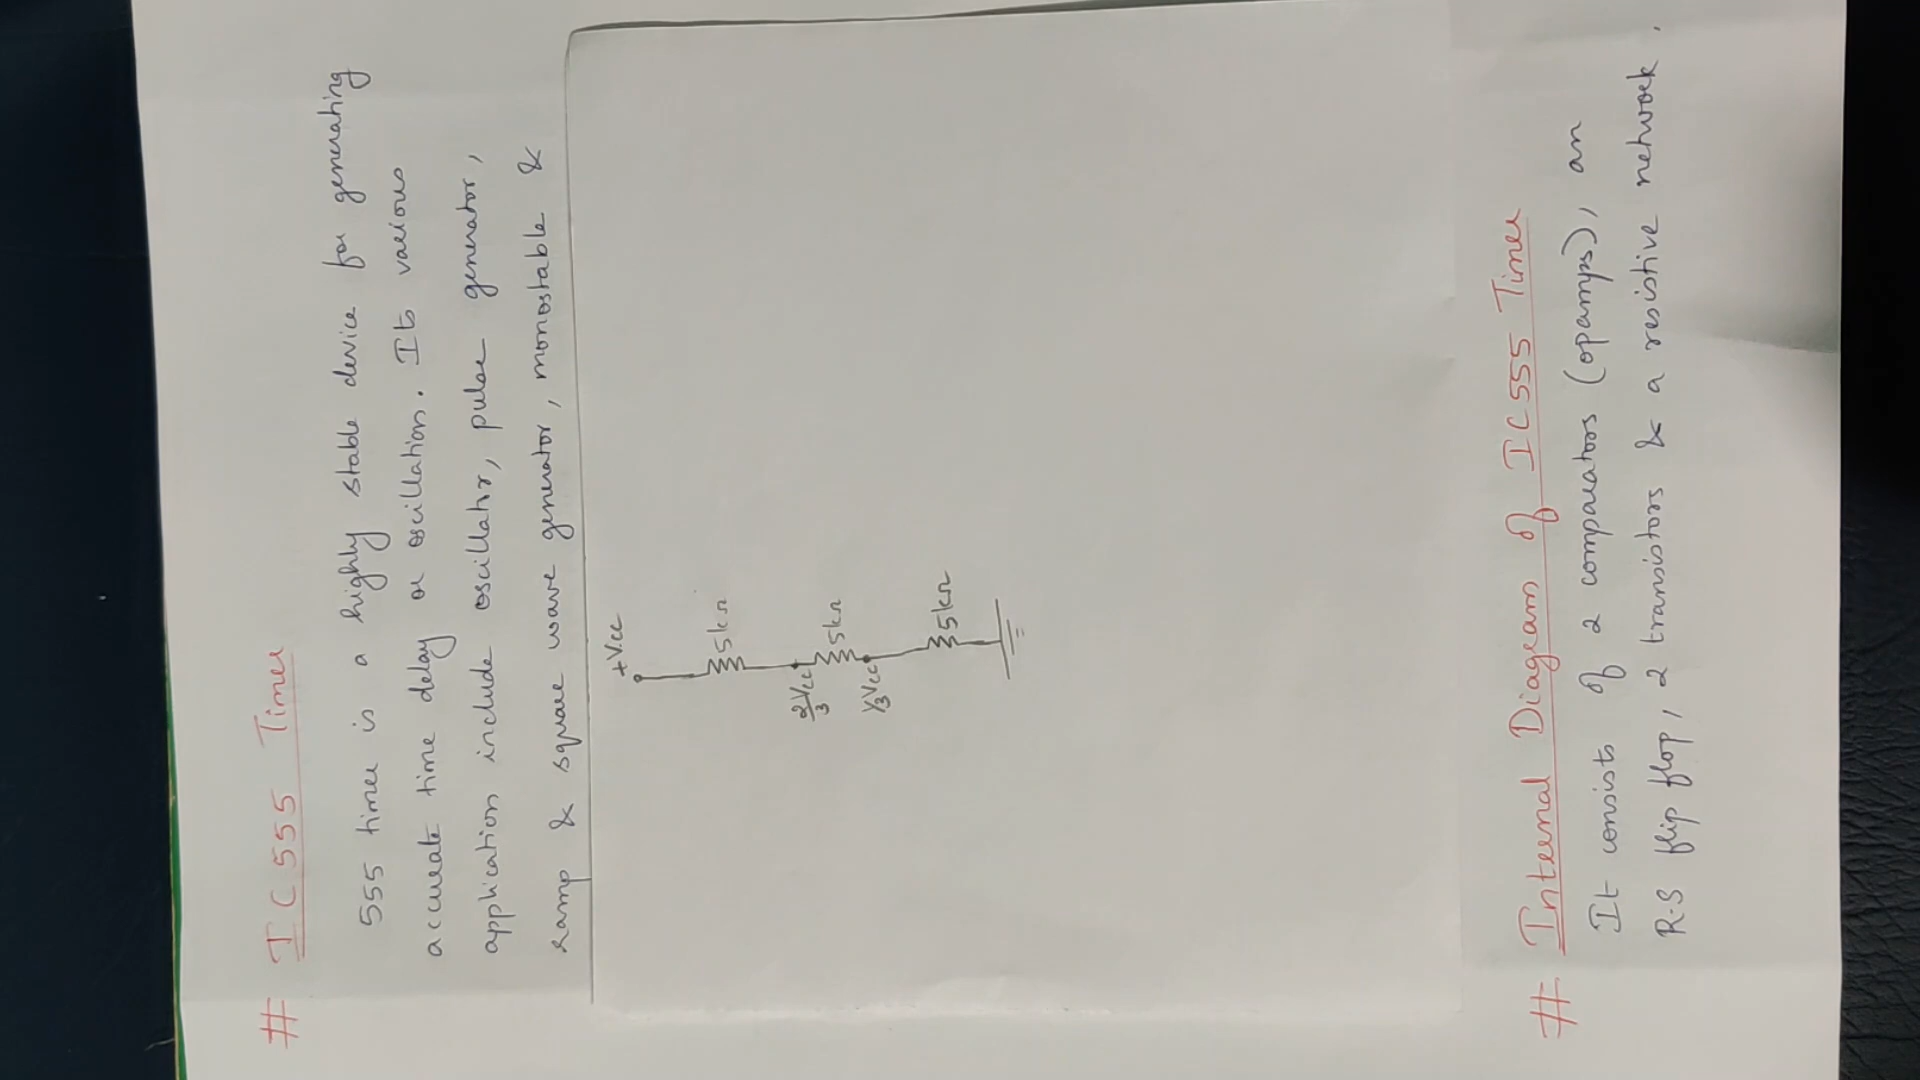 # IC555 Timer
555 timer is a highly stable device for generating
accurate time delay or oscillation. Its various
application include oscillator, pulse generator,
ramp & square wave generator, monostable &
+Vcc
5kΩ
2/3 Vcc
5kΩ
1/3 Vcc
5kΩ
# Internal Diagram of IC555 Timer
It consists of 2 comparators (opamps), an
R-S flip flop, 2 transistors & a resistive network.